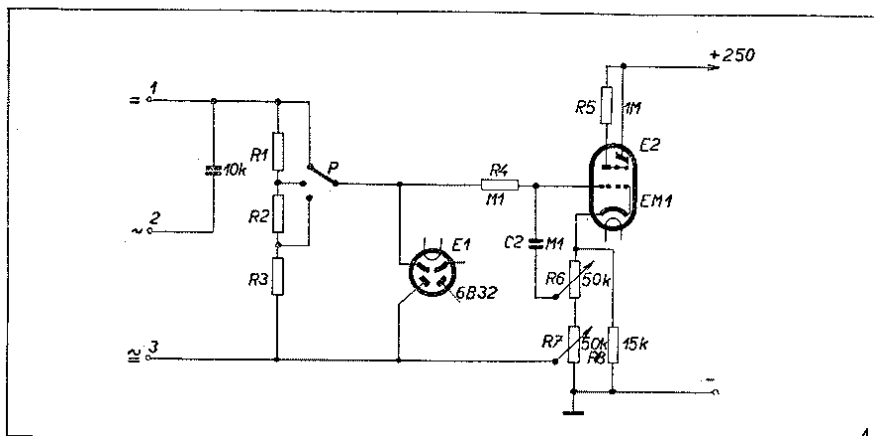 +250
= 1
10k
R1
P
R2
R3
~ 2
≂ 3
R4
M1
C2 M1
E1
6B32
R5 1M
E2
EM1
R6 50k
R7 50k
R8 15k
-